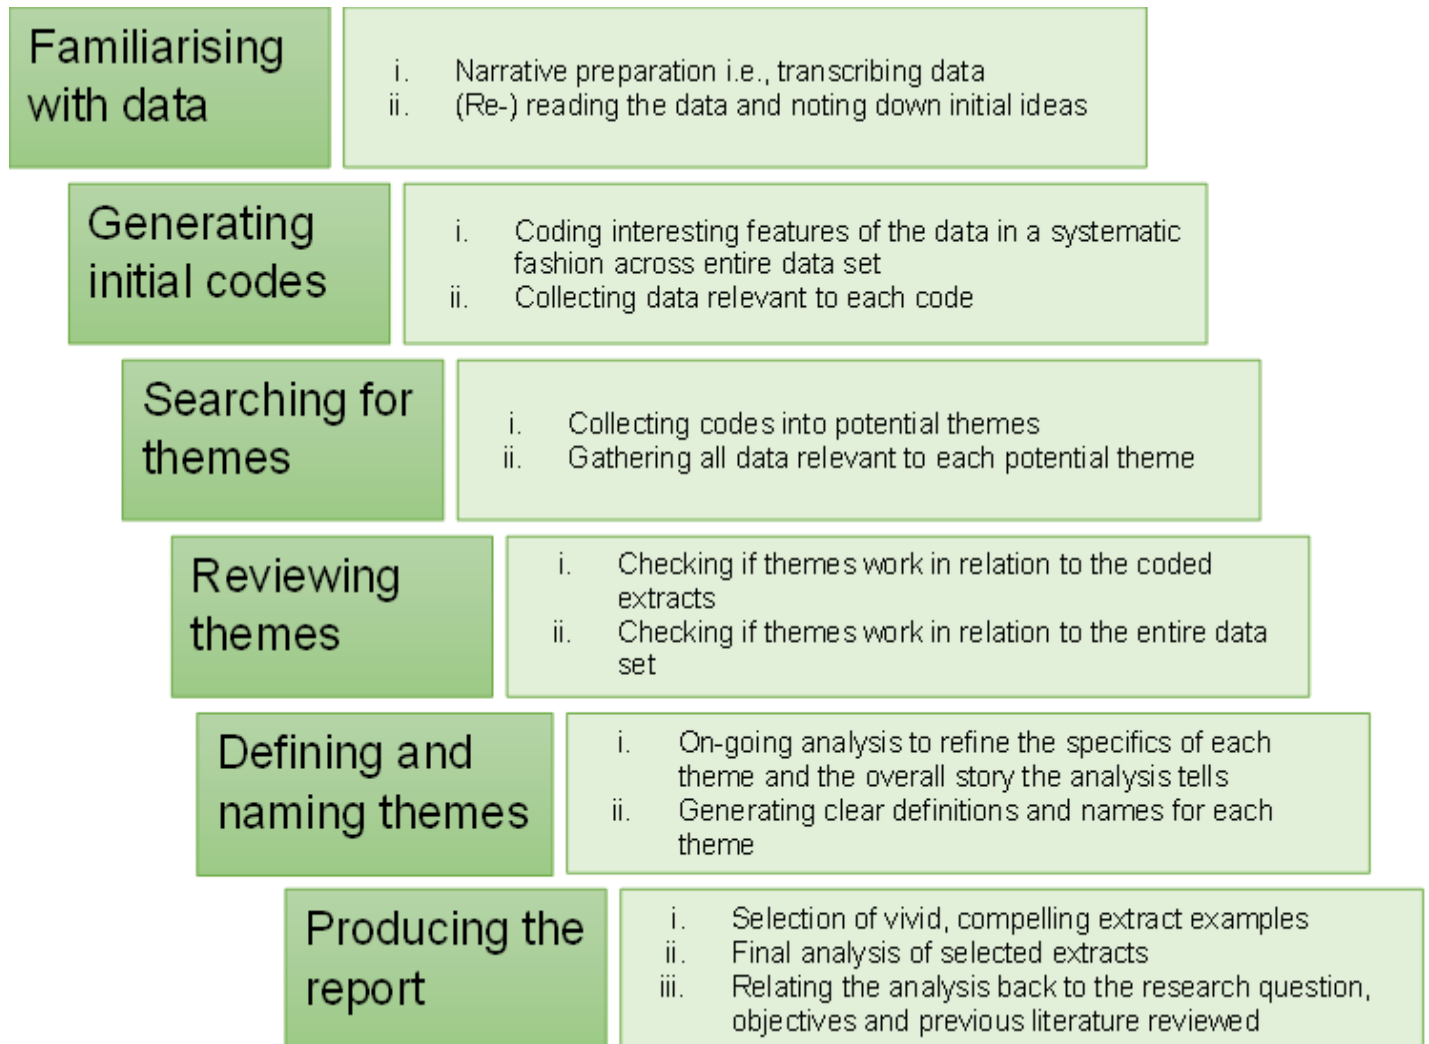 Familiarising
with data
i. Narrative preparation i.e., transcribing data
ii. (Re-) reading the data and noting down initial ideas
Generating
initial codes
i. Coding interesting features of the data in a systematic
fashion across entire data set
ii. Collecting data relevant to each code
Searching for
themes
i. Collecting codes into potential themes
ii. Gathering all data relevant to each potential theme
Reviewing
themes
i. Checking if themes work in relation to the coded
extracts
ii. Checking if themes work in relation to the entire data
set
Defining and
naming themes
i. On-going analysis to refine the specifics of each
theme and the overall story the analysis tells
ii. Generating clear definitions and names for each
theme
Producing the
report
i. Selection of vivid, compelling extract examples
ii. Final analysis of selected extracts
iii. Relating the analysis back to the research question,
objectives and previous literature reviewed